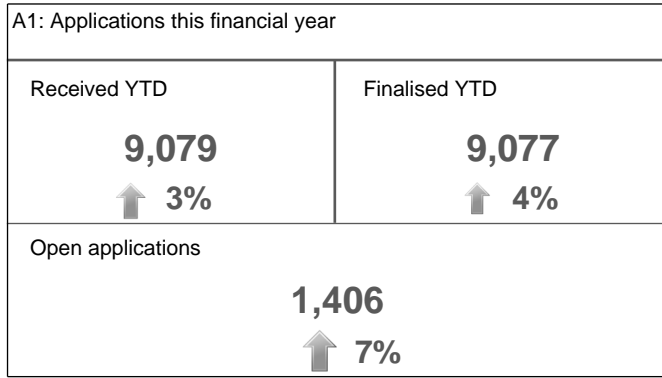 A1: Applications this financial year
Received YTD
9,079
3%
Finalised YTD
9,077
4%
Open applications
1,406
7%